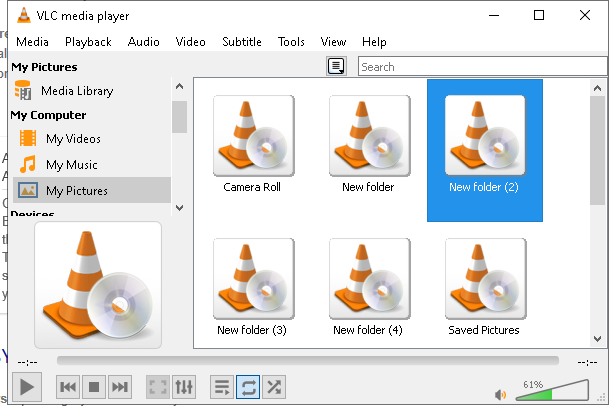 VLC media player
Media Playback Audio Video Subtitle Tools View Help
My Pictures
Search
Media Library
My Computer
My Videos
My Music
My Pictures
Devices
Camera Roll New folder New folder (2)
New folder (3) New folder (4) Saved Pictures
--:-- --:--
61%